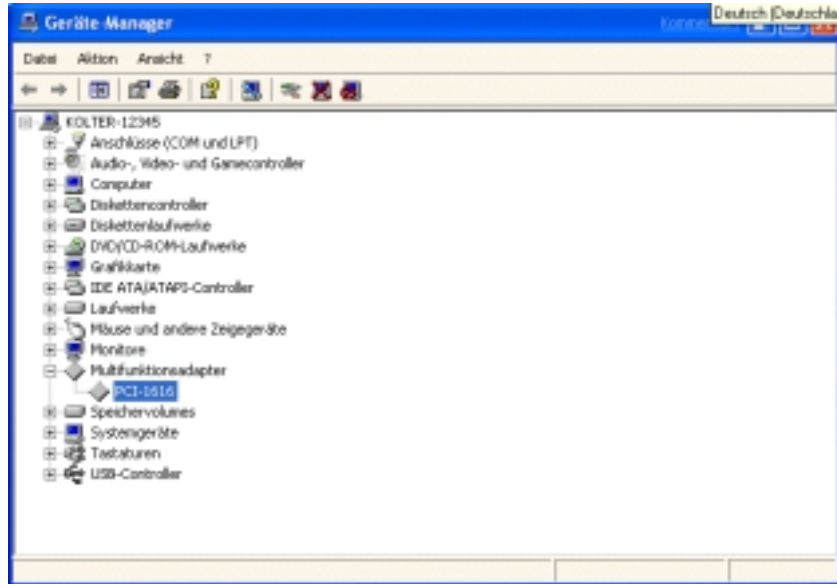 Geräte-Manager
Deutsch (Deutschla
Datei Aktion Ansicht ?
KOLTER-12345
Anschlüsse (COM und LPT)
Audio-, Video- und Gamecontroller
Computer
Diskettencontroller
Diskettenlaufwerke
DVD/CD-ROM-Laufwerke
Grafikkarte
IDE ATA/ATAPI-Controller
Laufwerke
Mäuse und andere Zeigegeräte
Monitore
Multifunktionsadapter
PCI-1616
Speichervolumes
Systemgeräte
Tastaturen
USB-Controller